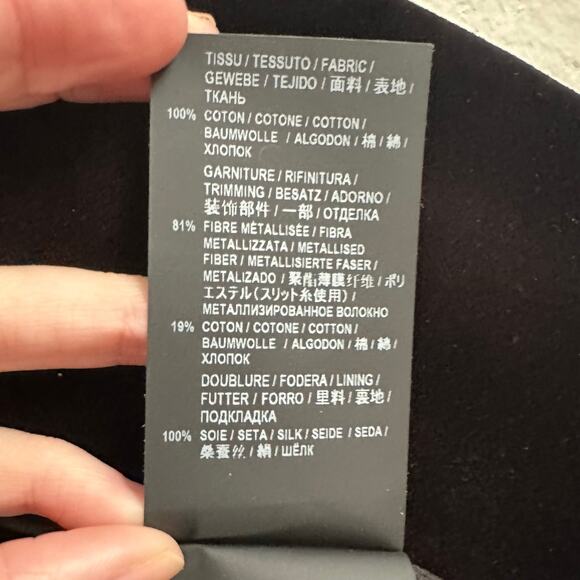 TISSU / TESSUTO / FABRIC /
GEWEBE / TEJIDO / 面料 / 表地 /
ТКАНЬ
100% COTON / COTONE / COTTON /
BAUMWOLLE / ALGODON / 棉 / 綿 /
ХЛОПОК
GARNITURE / RIFINITURA /
TRIMMING / BESATZ / ADORNO /
装饰部件 / 一部 / ОТДЕЛКА
81% FIBRE MÉTALLISÉE / FIBRA
METALLIZZATA / METALLISED
FIBER / METALLISIERTE FASER /
METALIZADO / 聚酯薄膜纤维 / ポリ
エステル(スリット糸使用) /
МЕТАЛЛИЗИРОВАННОЕ ВОЛОКНО
19% COTON / COTONE / COTTON /
BAUMWOLLE / ALGODON / 棉 / 綿 /
ХЛОПОК
DOUBLURE / FODERA / LINING /
FUTTER / FORRO / 里料 / 裏地 /
ПОДКЛАДКА
100% SOIE / SETA / SILK / SEIDE / SEDA /
桑蚕丝 / 絹 / ШЁЛК